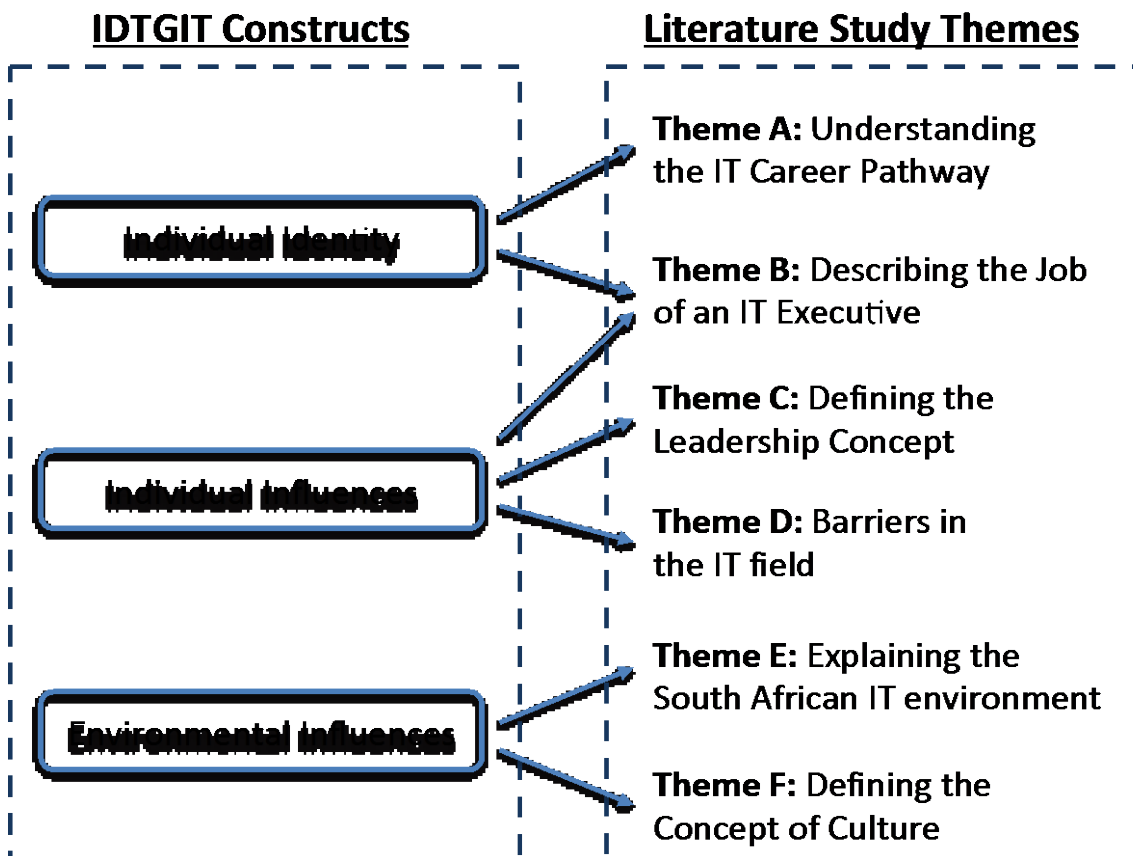 IDTGIT Constructs
Literature Study Themes
Individual Identity
Individual Influences
Environmental Influences
Theme A: Understanding
the IT Career Pathway
Theme B: Describing the Job
of an IT Executive
Theme C: Defining the
Leadership Concept
Theme D: Barriers in
the IT field
Theme E: Explaining the
South African IT environment
Theme F: Defining the
Concept of Culture